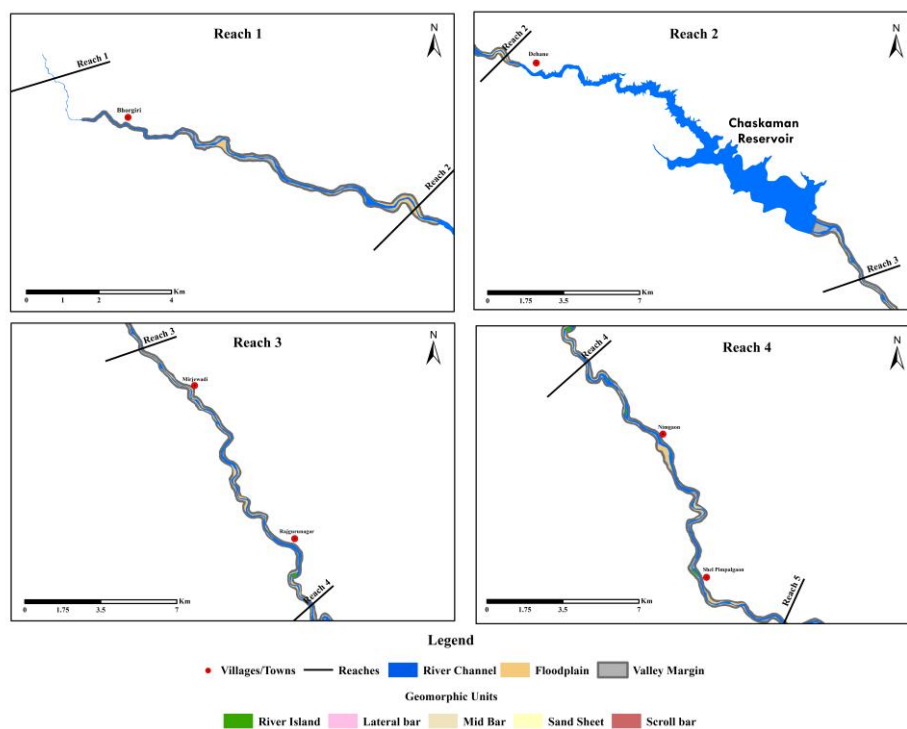 Reach 1
N
Reach 1
Bhorgiri
Reach 2
Km
0 1 2 4
Reach 2
N
Reach 2
Dehane
Chaskaman
Reservoir
Reach 3
Km
0 1.75 3.5 7
Reach 3
N
Reach 3
Mirjewadi
Rajgurunagar
Reach 4
Km
0 1.75 3.5 7
Reach 4
N
Reach 4
Nimgaon
Shel Pimpalgaon
Reach 5
Km
0 1.75 3.5 7
Legend
Villages/Towns Reaches River Channel Floodplain Valley Margin
Geomorphic Units
River Island Lateral bar Mid Bar Sand Sheet Scroll bar